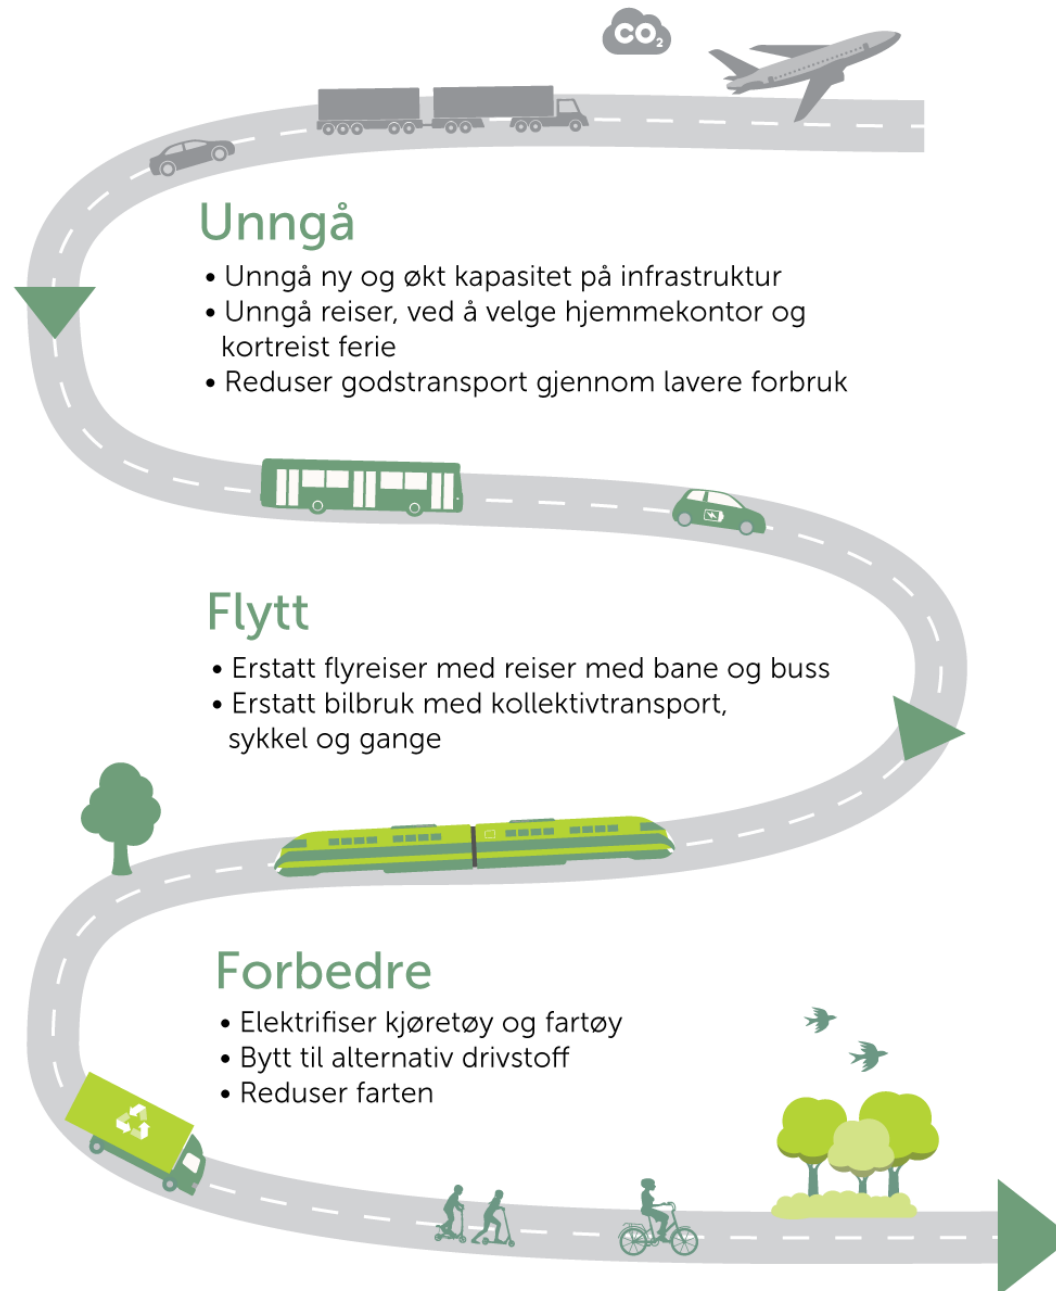 CO₂
Unngå
• Unngå ny og økt kapasitet på infrastruktur
• Unngå reiser, ved å velge hjemmekontor og
kortreist ferie
• Reduser godstransport gjennom lavere forbruk
Flytt
• Erstatt flyreiser med reiser med bane og buss
• Erstatt bilbruk med kollektivtransport,
sykkel og gange
Forbedre
• Elektrifiser kjøretøy og fartøy
• Bytt til alternativ drivstoff
• Reduser farten